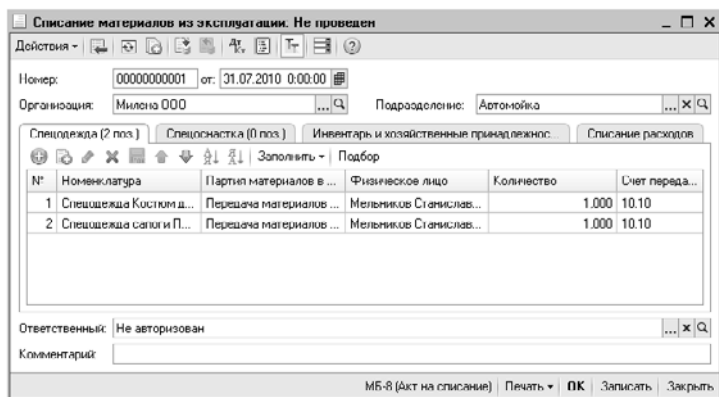 Списание материалов из эксплуатации: Не проведен
Действия
Номер: 00000000001 от: 31.07.2010 0:00:00
Организация: Милена ООО ... Подразделение: Автомойка ...
Спецодежда (2 поз.) Спецоснастка (0 поз.) Инвентарь и хозяйственные принадлежнос... Списание расходов
Заполнить Подбор
N° Номенклатура Партия материалов в ... Физическое лицо Количество Счет переда...
1 Спецодежда Костюм д... Передача материалов ... Мельников Станислав... 1.000 10.10
2 Спецодежда сапоги П... Передача материалов ... Мельников Станислав... 1.000 10.10
Ответственный: Не авторизован ...
Комментарий:
МБ-8 (Акт на списание) Печать OK Записать Закрыть